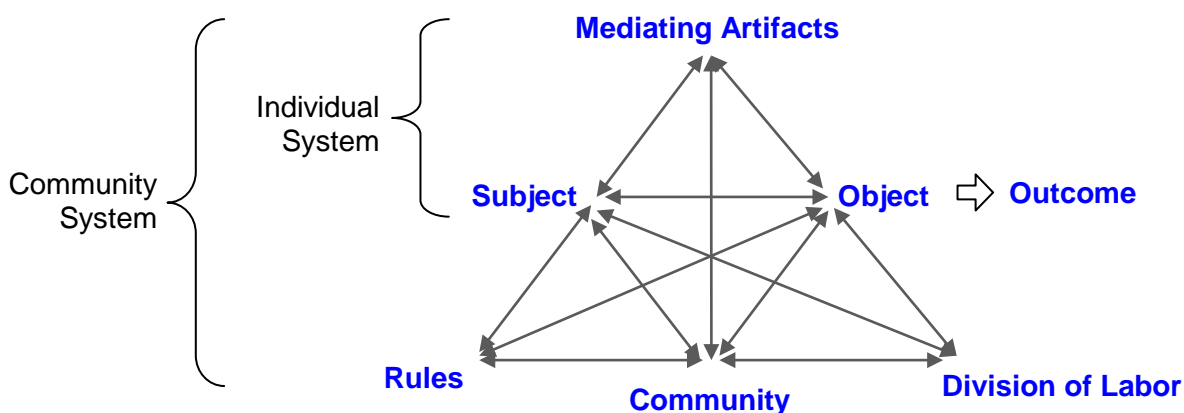 Mediating Artifacts
Individual
System
Community
System
Subject
Object
Outcome
Rules
Community
Division of Labor